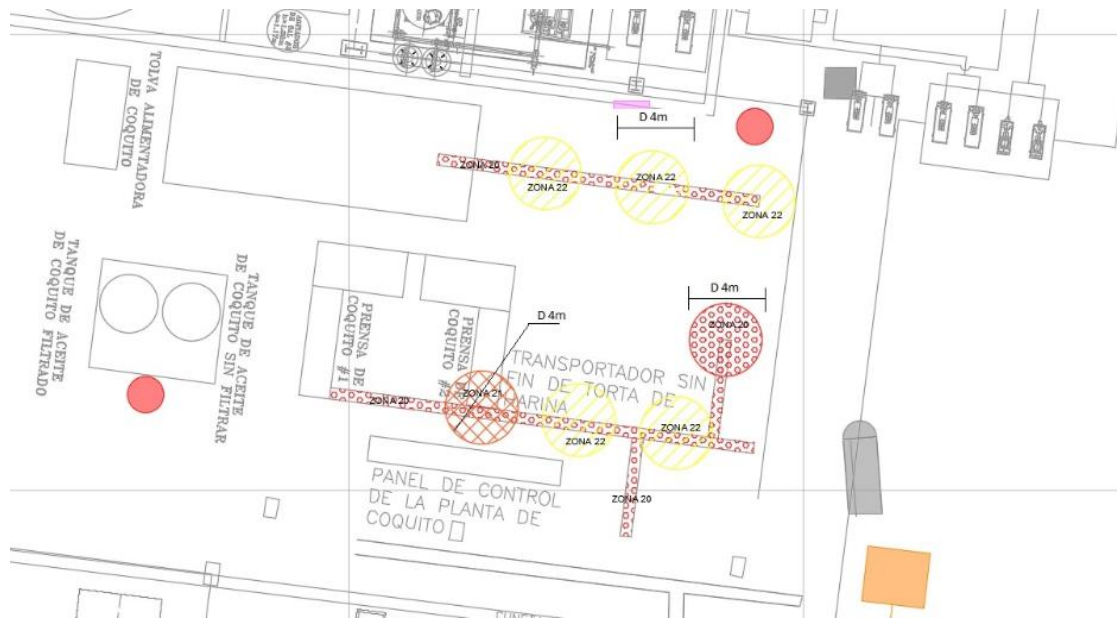 TOLVA ALIMENTADORA
DE COQUITO
D 4m
ZONA 20
ZONA 22
ZONA 22
ZONA 22
TANQUE DE ACEITE
DE COQUITO FILTRADO
TANQUE DE ACEITE
DE COQUITO SIN FILTRAR
PRENSA DE
COQUITO #1
PRENSA DE
COQUITO #2
D 4m
D 4m
ZONA 20
TRANSPORTADOR SIN
FIN DE TORTA DE
HARINA
ZONA 20
ZONA 21
ZONA 22
ZONA 22
ZONA 20
PANEL DE CONTROL
DE LA PLANTA DE
COQUITO